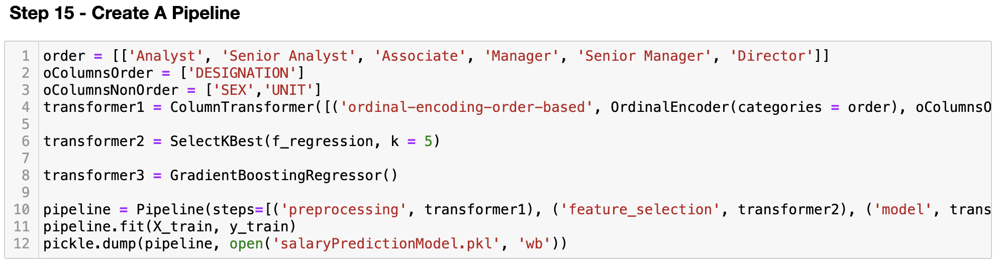 Step 15 - Create A Pipeline
1 order = [['Analyst', 'Senior Analyst', 'Associate', 'Manager', 'Senior Manager', 'Director']]
2 oColumnsOrder = ['DESIGNATION']
3 oColumnsNonOrder = ['SEX','UNIT']
4 transformer1 = ColumnTransformer([('ordinal-encoding-order-based', OrdinalEncoder(categories = order), oColumnsO
5
6 transformer2 = SelectKBest(f_regression, k = 5)
7
8 transformer3 = GradientBoostingRegressor()
9
10 pipeline = Pipeline(steps=[('preprocessing', transformer1), ('feature_selection', transformer2), ('model', trans
11 pipeline.fit(X_train, y_train)
12 pickle.dump(pipeline, open('salaryPredictionModel.pkl', 'wb'))